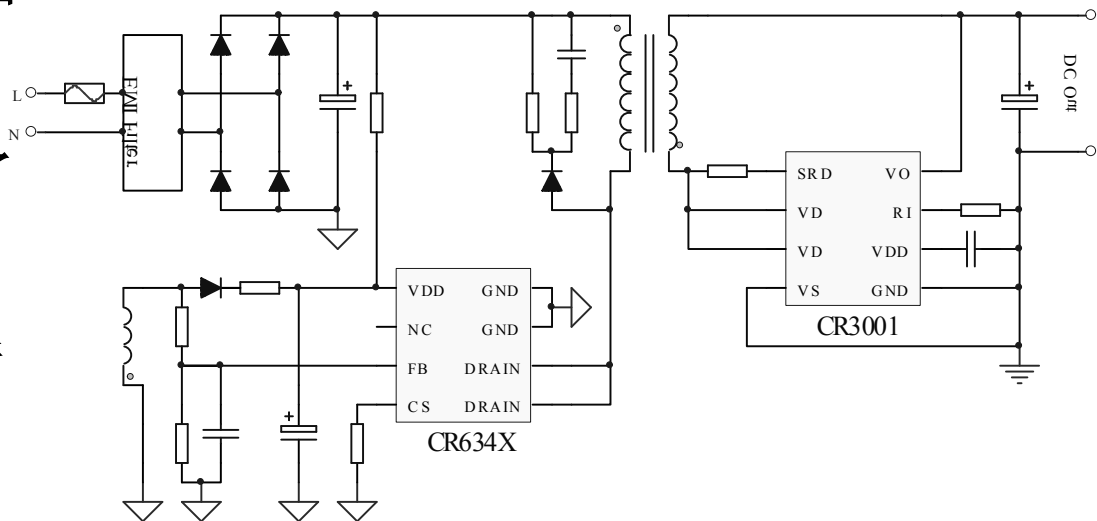 L
N
EMI Filter
DC Out
SRD
VD
VD
VS
VO
RI
VDD
GND
CR3001
VDD
NC
FB
CS
GND
GND
DRAIN
DRAIN
CR634X
+
+
+